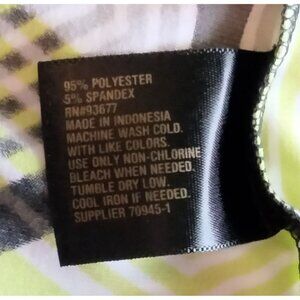 95% POLYESTER
5% SPANDEX
RN#93677
MADE IN INDONESIA
MACHINE WASH COLD.
WITH LIKE COLORS.
USE ONLY NON-CHLORINE
BLEACH WHEN NEEDED.
TUMBLE DRY LOW.
COOL IRON IF NEEDED.
SUPPLIER 70945-1